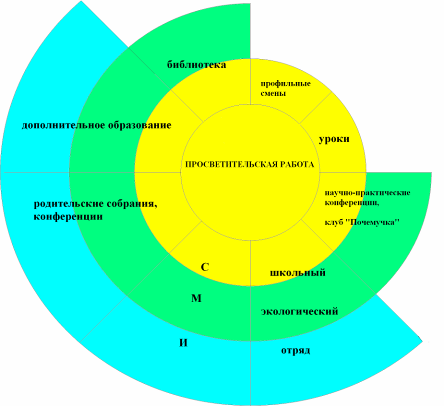 библиотека
профильные
смены
дополнительное образование
уроки
ПРОСВЕТИТЕЛЬСКАЯ РАБОТА
родительские собрания,
конференции
научно-практические
конференции,
клуб "Почемучка"
С
школьный
М
экологический
И
отряд